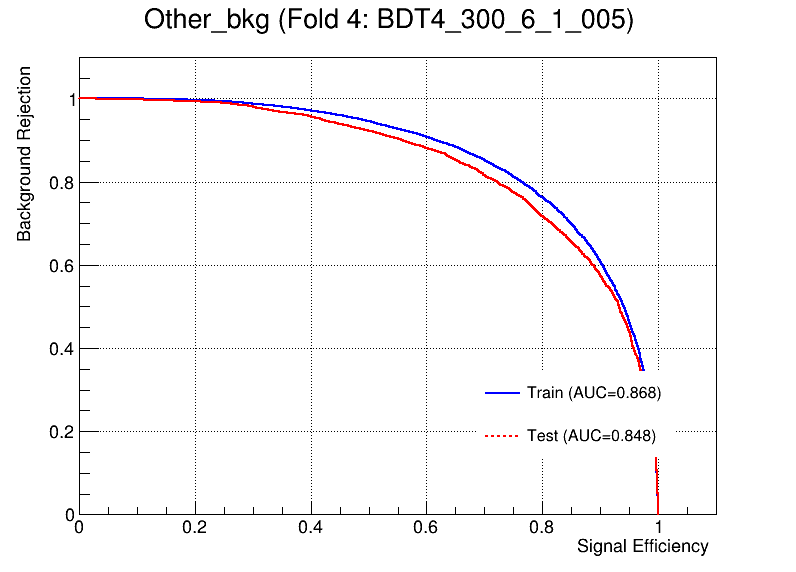 Other_bkg (Fold 4: BDT4_300_6_1_005)
Background Rejection
1
0.8
0.6
0.4
0.2
0
Train (AUC=0.868)
Test (AUC=0.848)
0 0.2 0.4 0.6 0.8 1
Signal Efficiency